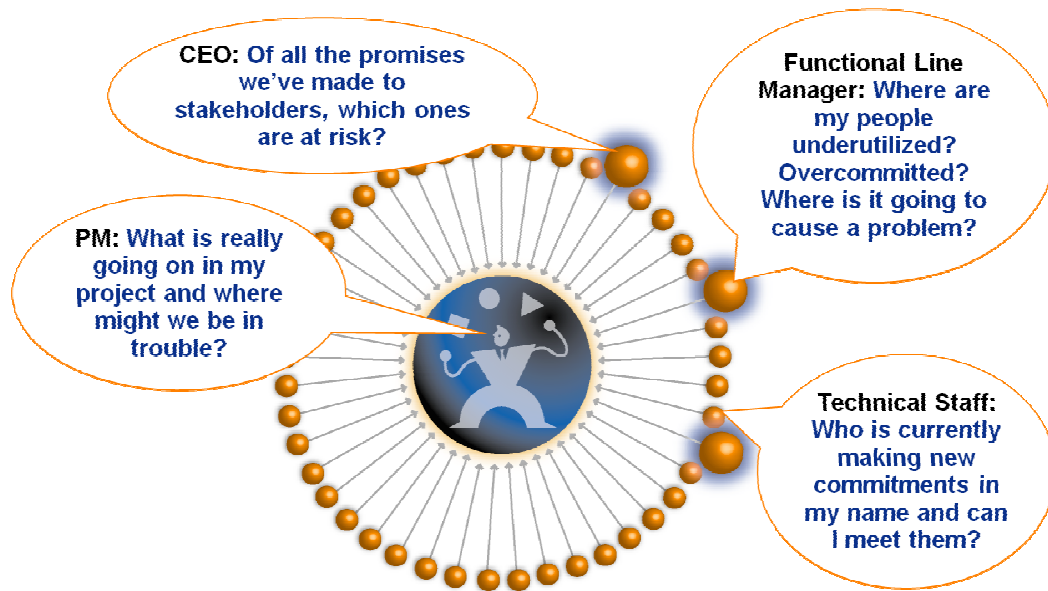 CEO: Of all the promises
we’ve made to
stakeholders, which ones
are at risk?
Functional Line
Manager: Where are
my people
underutilized?
Overcommitted?
Where is it going to
cause a problem?
PM: What is really
going on in my
project and where
might we be in
trouble?
Technical Staff:
Who is currently
making new
commitments in
my name and can
I meet them?